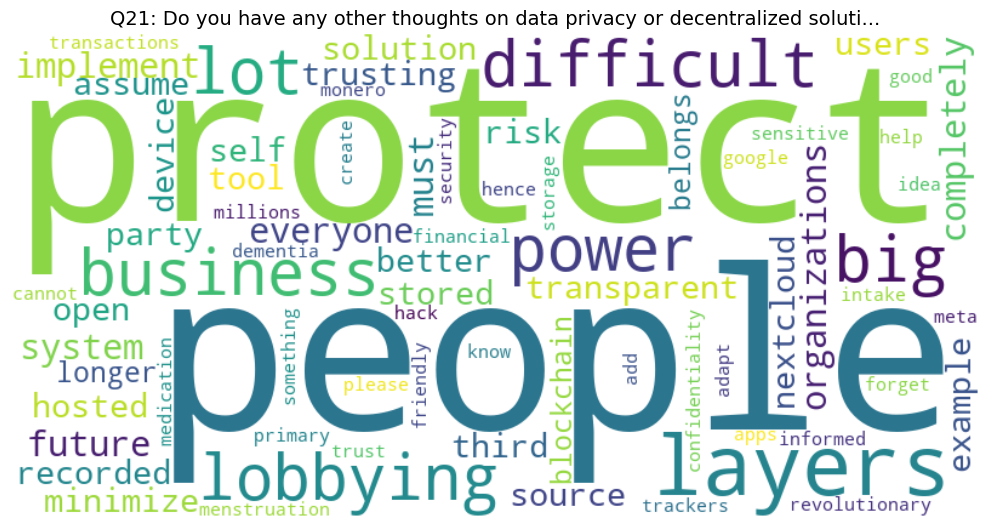 Q21: Do you have any other thoughts on data privacy or decentralized soluti...
transactions
solution
users
implement
lot
trusting
difficult
good
assume
monero
completely
protect
device
self
tool
create
must
security
risk
storage
belongs
sensitive
google
help
idea
hence
millions
party
everyone
financial
dementia
power
organizations
big
business
better
transparent
nextcloud
cannot
stored
intake
open
hack
meta
people
system
longer
something
please
friendly
know
blockchain
add
confidentiality
adapt
forget
example
hosted
medication
future
primary
trust
third
apps
informed
recorded
lobbying
layers
minimize
menstruation
source
trackers
revolutionary